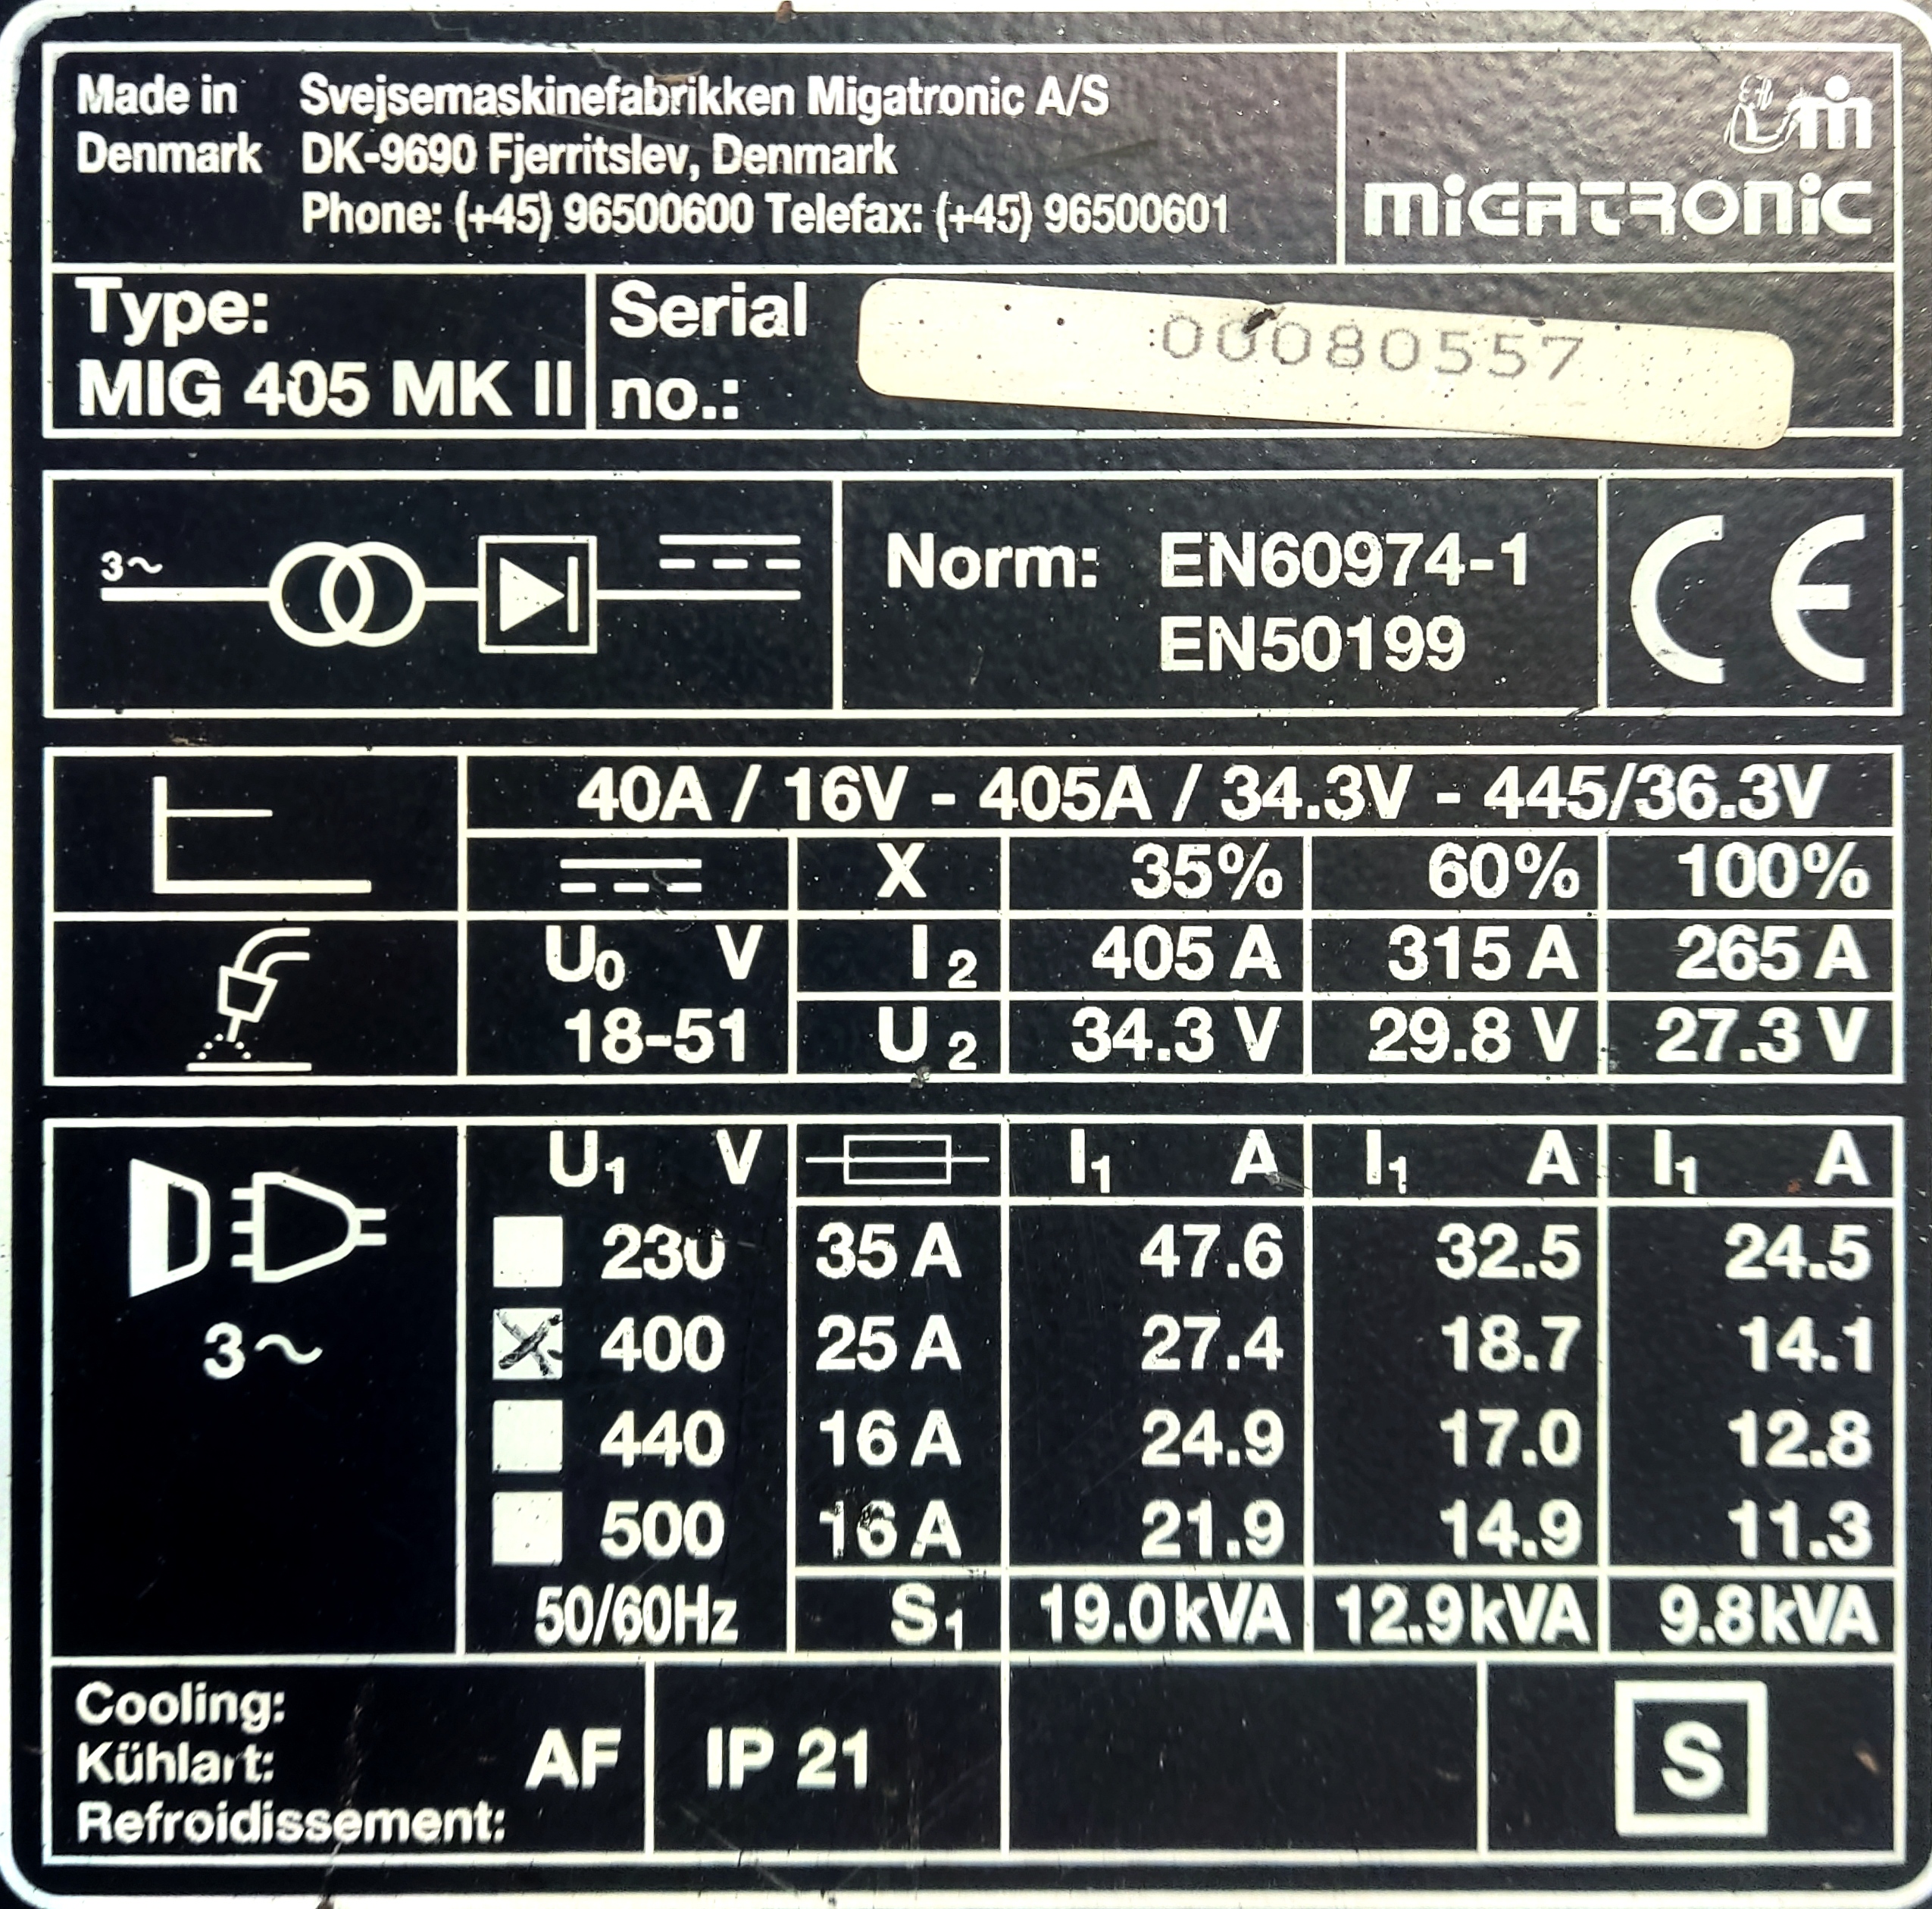 Made in Svejsemaskinefabrikken Migatronic A/S
Denmark DK-9690 Fjerritslev, Denmark
Phone: (+45) 96500600 Telefax: (+45) 96500601
MIGATRONIC
Type:
MIG 405 MK II
Serial
no.:
00080557
3~
Norm: EN60974-1
EN50199
CE
40A / 16V - 405A / 34.3V - 445/36.3V
X 35% 60% 100%
U0 V I2 405 A 315 A 265 A
18-51 U2 34.3 V 29.8 V 27.3 V
U1 V I1 A I1 A I1 A
230 35 A 47.6 32.5 24.5
3~ 400 25 A 27.4 18.7 14.1
440 16 A 24.9 17.0 12.8
500 16 A 21.9 14.9 11.3
50/60Hz S1 19.0kVA 12.9kVA 9.8kVA
Cooling:
Kühlart: AF IP 21 S
Refroidissement: